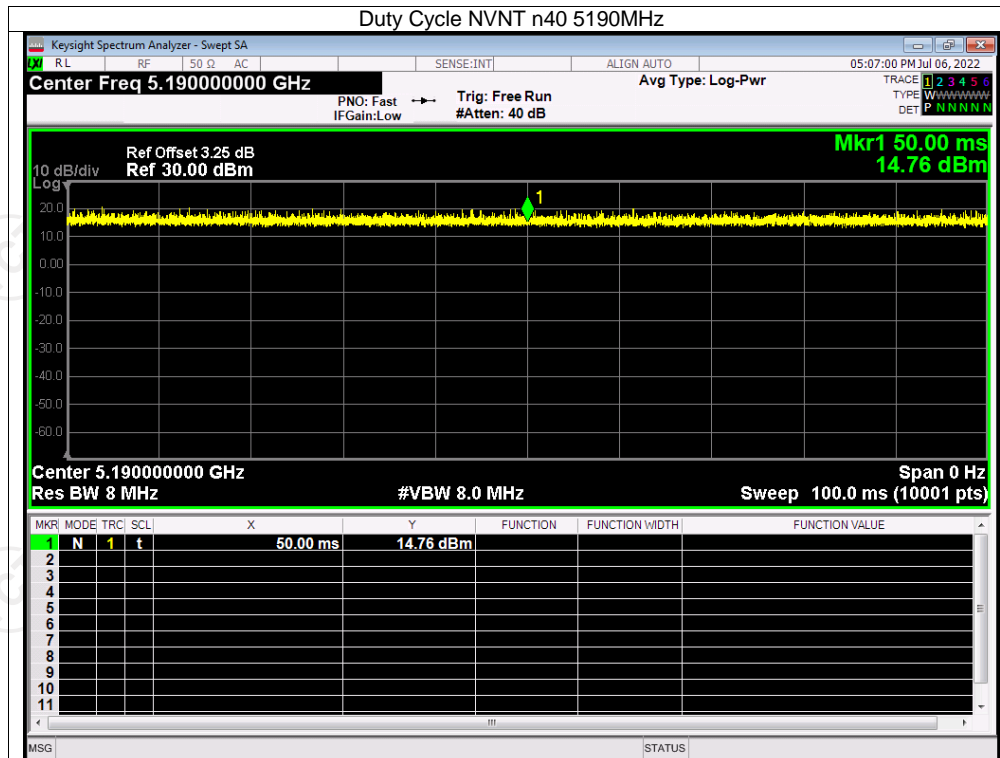 Duty Cycle NVNT n40 5190MHz
Keysight Spectrum Analyzer - Swept SA
LXI RL RF 50 Ω AC SENSE:INT ALIGN AUTO 05:07:00 PM Jul 06, 2022
Center Freq 5.190000000 GHz Avg Type: Log-Pwr TRACE 1 2 3 4 5 6
PNO: Fast Trig: Free Run TYPE WWWWWW
IFGain:Low #Atten: 40 dB DET P N N N N N
Mkr1 50.00 ms
Ref Offset 3.25 dB
10 dB/div Ref 30.00 dBm 14.76 dBm
Log
1
20.0
10.0
0.00
-10.0
-20.0
-30.0
-40.0
-50.0
-60.0
Center 5.190000000 GHz Span 0 Hz
Res BW 8 MHz #VBW 8.0 MHz Sweep 100.0 ms (10001 pts)
MKR MODE TRC SCL X Y FUNCTION FUNCTION WIDTH FUNCTION VALUE
1 N 1 t 50.00 ms 14.76 dBm
2
3
4
5
6
7
8
9
10
11
MSG STATUS